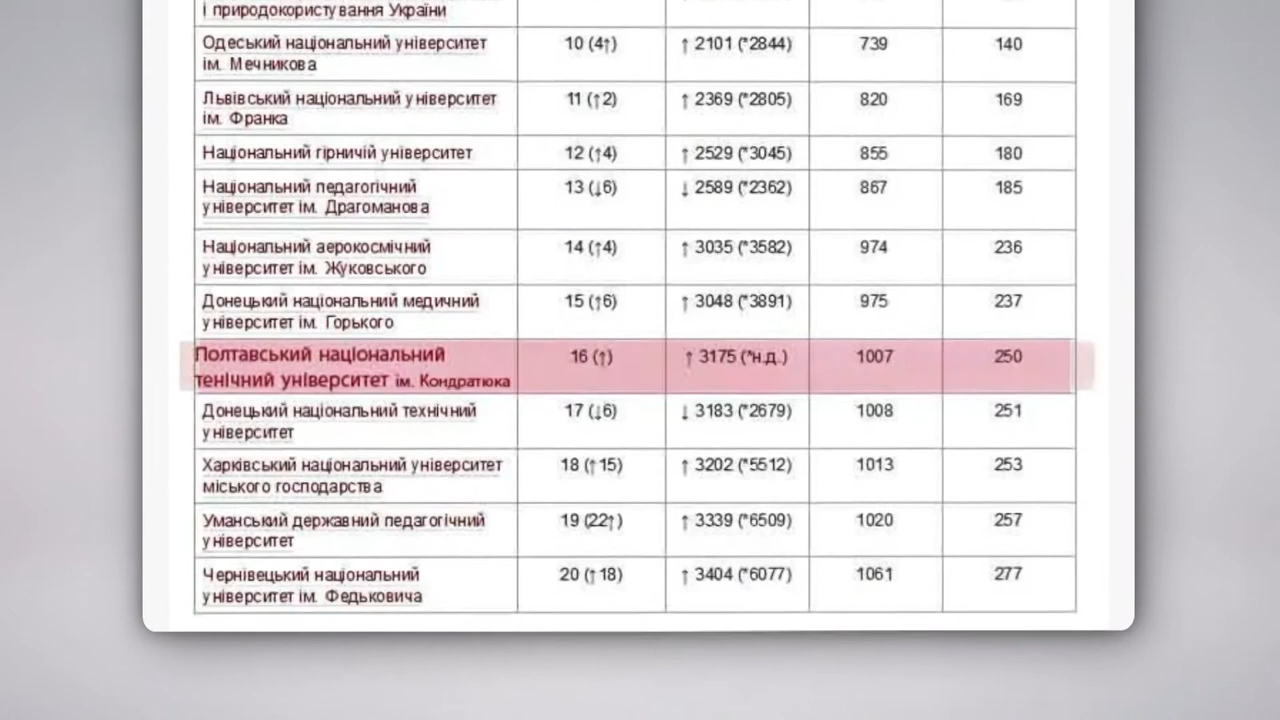 і природокористування України
Одеський національний університет
ім. Мечникова
10 (4↑)
↑ 2101 (*2844)
739
140
Львівський національний університет
ім. Франка
11 (↑2)
↑ 2369 (*2805)
820
169
Національний гірничій університет
12 (↑4)
↑ 2529 (*3045)
855
180
Національний педагогічний
університет ім. Драгоманова
13 (↓6)
↓ 2589 (*2362)
867
185
Національний аерокосмічний
університет ім. Жуковського
14 (↑4)
↑ 3035 (*3582)
974
236
Донецький національний медичний
університет ім. Горького
15 (↑6)
↑ 3048 (*3891)
975
237
Полтавський національний
тенічний університет ім. Кондратюка
16 (↑)
↑ 3175 (*н.д.)
1007
250
Донецький національний технічний
університет
17 (↓6)
↓ 3183 (*2679)
1008
251
Харківський національний університет
міського господарства
18 (↑15)
↑ 3202 (*5512)
1013
253
Уманський державний педагогічний
університет
19 (22↑)
↑ 3339 (*6509)
1020
257
Чернівецький національний
університет ім. Федьковича
20 (↑18)
↑ 3404 (*6077)
1061
277